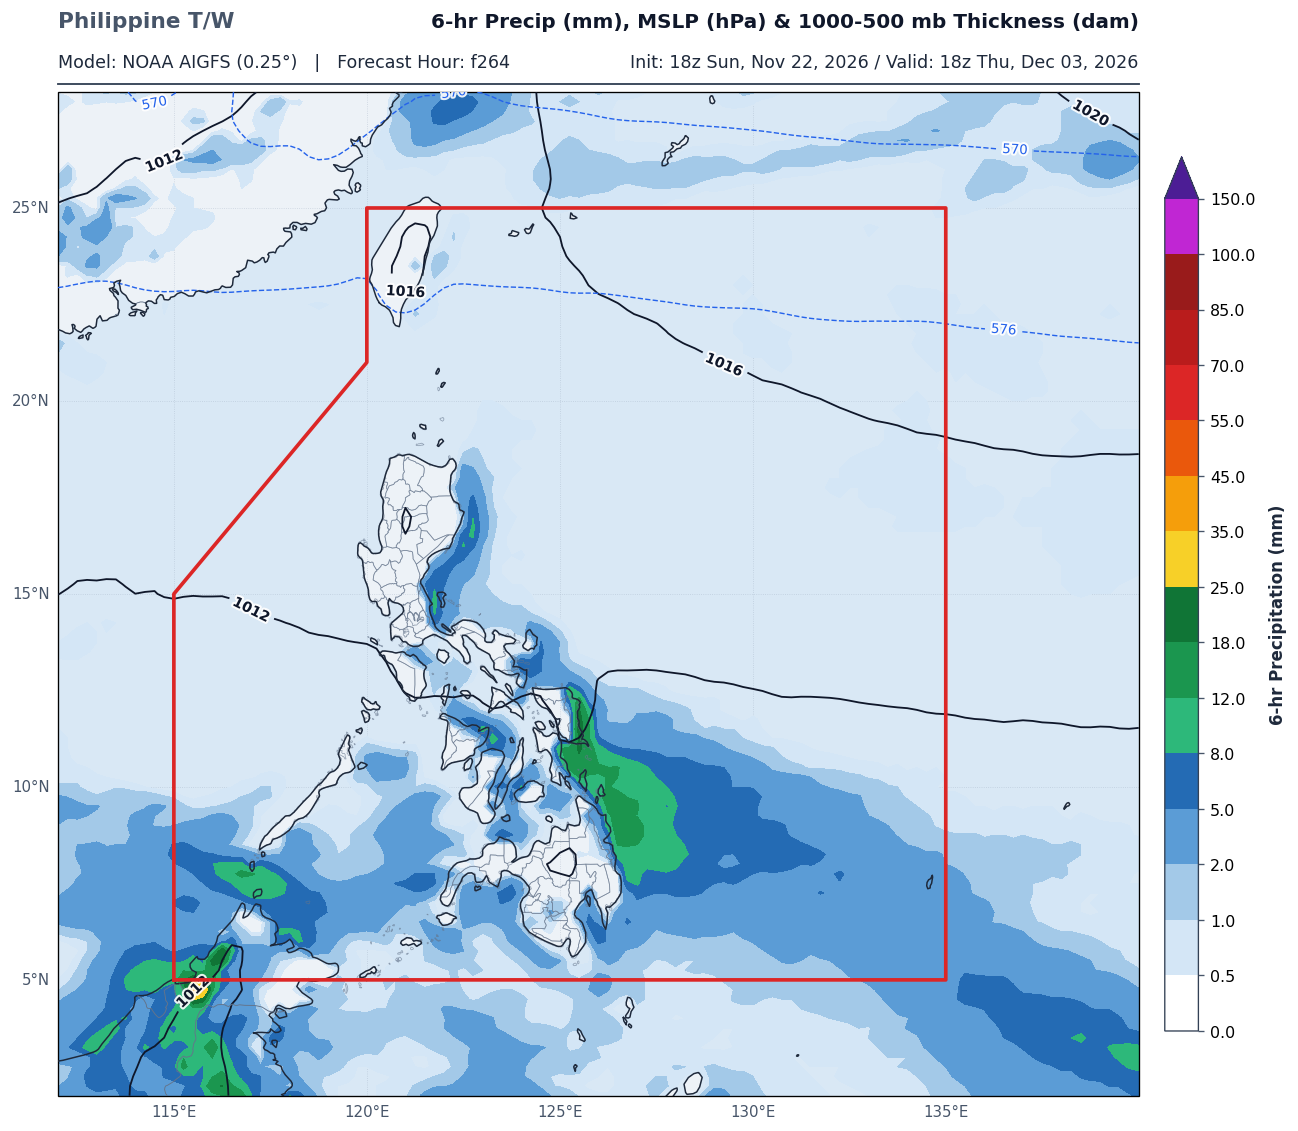 Philippine T/W
6-hr Precip (mm), MSLP (hPa) & 1000-500 mb Thickness (dam)
Model: NOAA AIGFS (0.25°) | Forecast Hour: f264
Init: 18z Sun, Nov 22, 2026 / Valid: 18z Thu, Dec 03, 2026
570
570
1020
1012
570
25°N
1016
576
1016
20°N
15°N
1012
10°N
5°N
1012
115°E
120°E
125°E
130°E
135°E
150.0
100.0
85.0
70.0
55.0
45.0
35.0
25.0
18.0
12.0
8.0
5.0
2.0
1.0
0.5
0.0
6-hr Precipitation (mm)